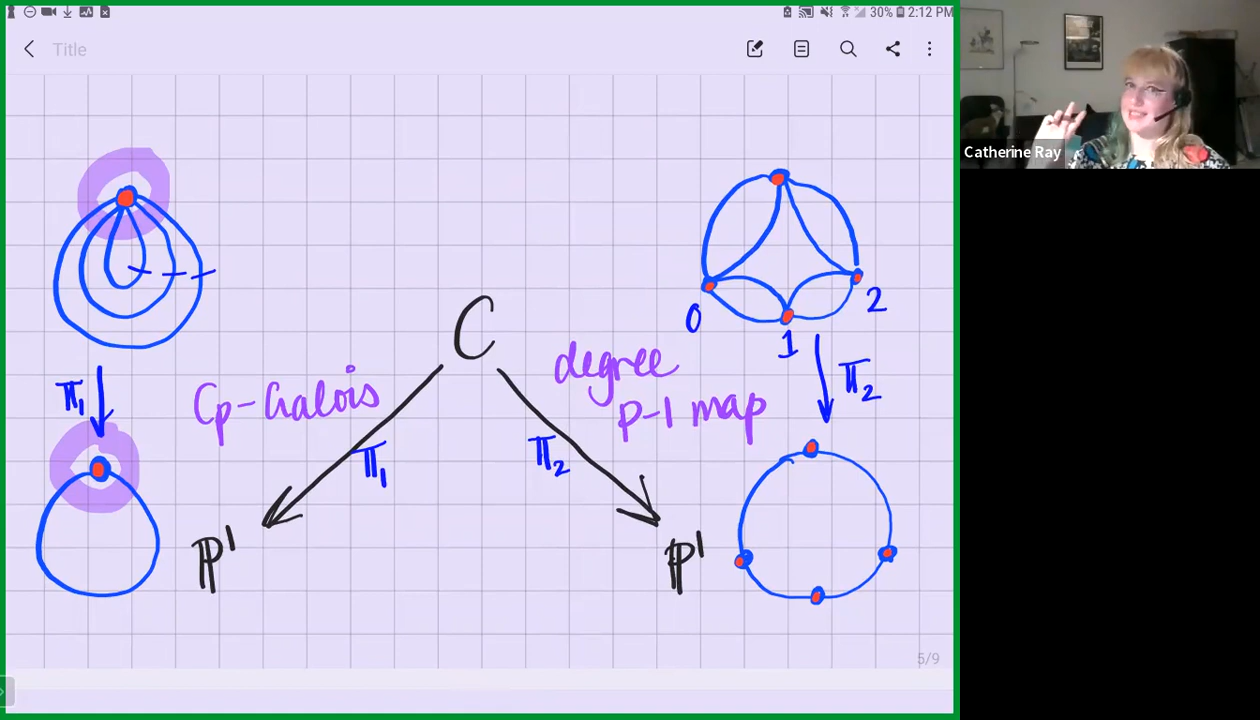 30% 2:12 PM
Title
Catherine Ray
0
1
2
C
π₁
Cp-Galois
π₁
degree
p-1 map
π₂
π₂
ℙ¹
ℙ¹
5/9